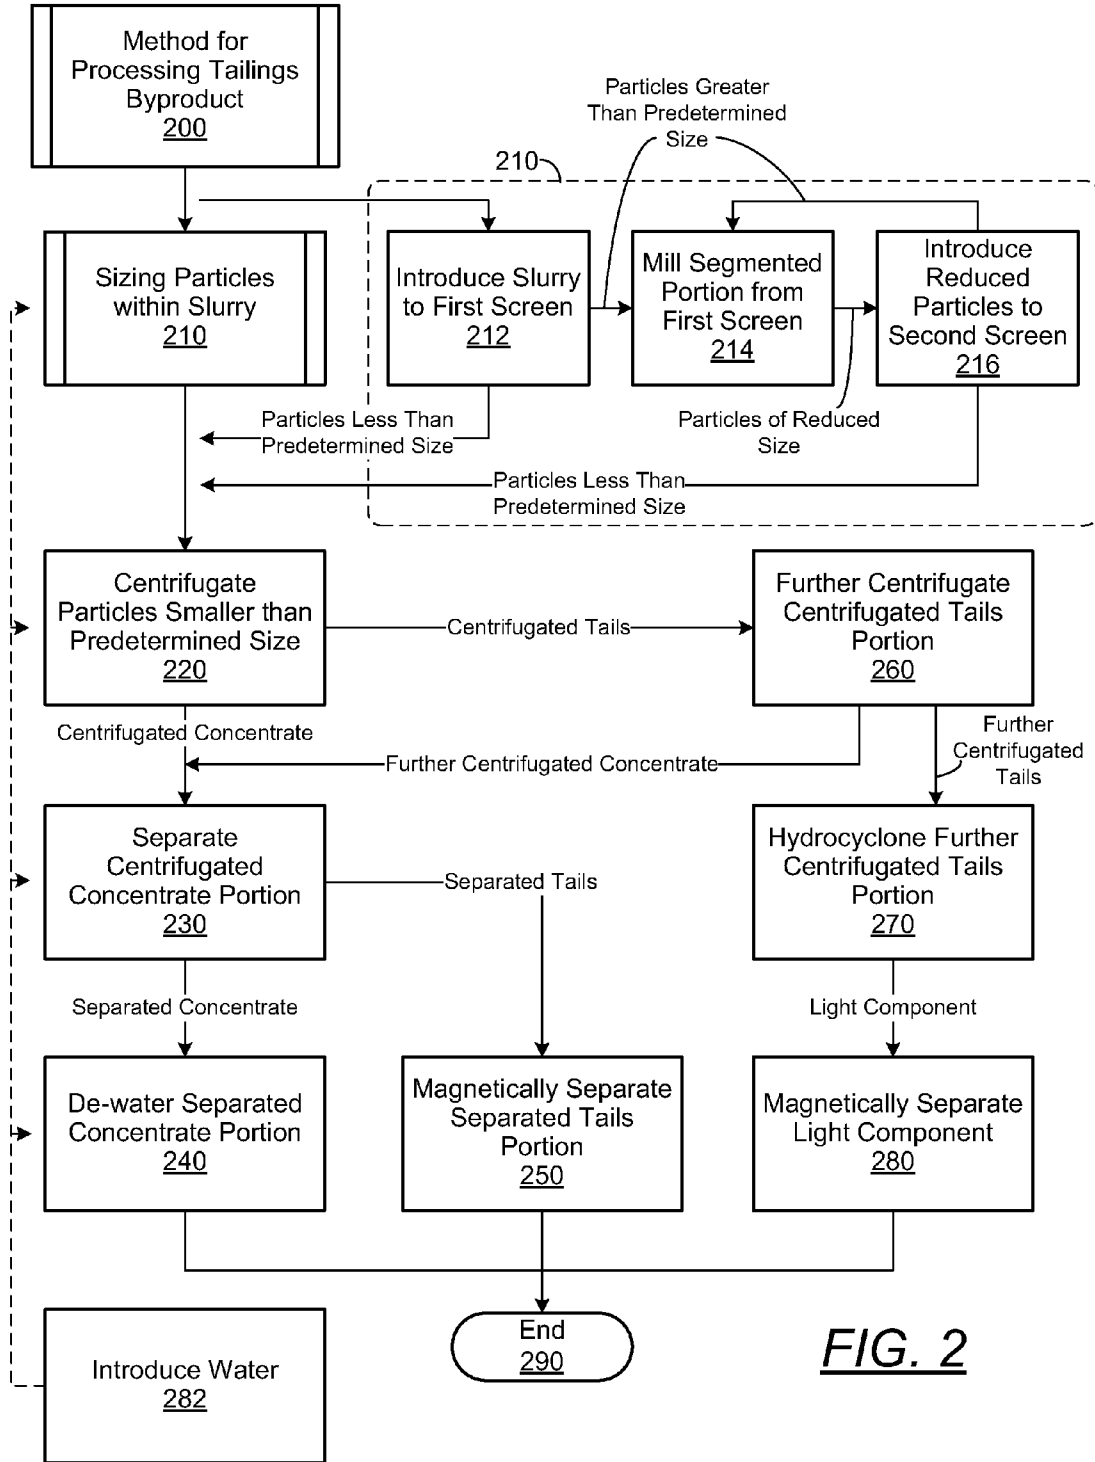 Method for
Processing Tailings
Byproduct
200
Particles Greater
Than Predetermined
Size
210
Sizing Particles
within Slurry
210
Introduce Slurry
to First Screen
212
Mill Segmented
Portion from
First Screen
214
Introduce
Reduced
Particles to
Second Screen
216
Particles Less Than
Predetermined Size
Particles of Reduced
Size
Particles Less Than
Predetermined Size
Centrifugate
Particles Smaller than
Predetermined Size
220
Centrifugated Tails
Further Centrifugate
Centrifugated Tails
Portion
260
Centrifugated Concentrate
Further Centrifugated Concentrate
Further
Centrifugated
Tails
Separate
Centrifugated
Concentrate Portion
230
Separated Tails
Hydrocyclone Further
Centrifugated Tails
Portion
270
Separated Concentrate
Light Component
De-water Separated
Concentrate Portion
240
Magnetically Separate
Separated Tails
Portion
250
Magnetically Separate
Light Component
280
End
290
Introduce Water
282
FIG. 2